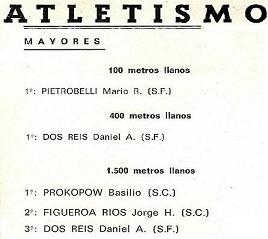 ATLETISMO
MAYORES
100 metros llanos
1º: PIETROBELLI Mario R. (S.F.)
400 metros llanos
1º: DOS REIS Daniel A. (S.F.)
1.500 metros llanos
1º: PROKOPOW Basilio (S.C.)
2º: FIGUEROA RIOS Jorge H. (S.C.)
3º: DOS REIS Daniel A. (S.F.)